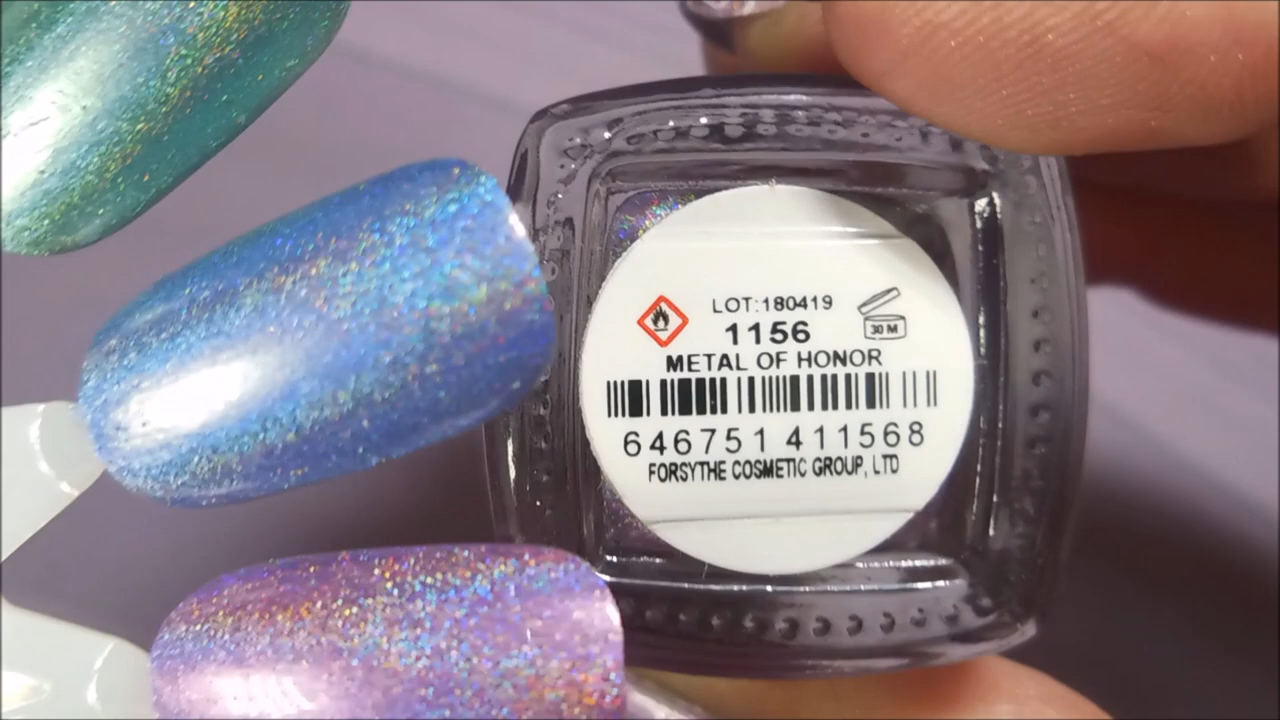 LOT:180419
1156
30 M
METAL OF HONOR
646751 411568
FORSYTHE COSMETIC GROUP, LTD